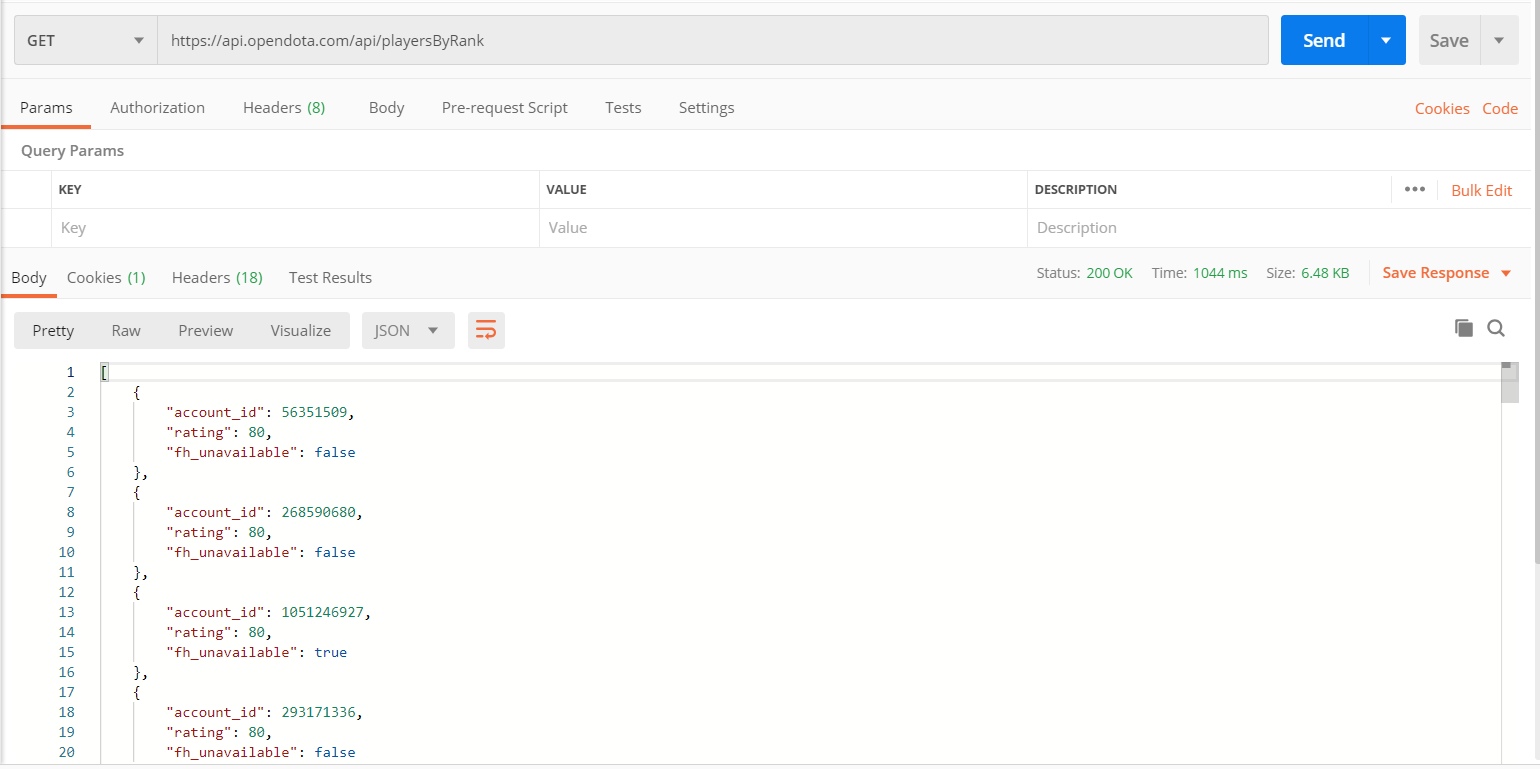 GET https://api.opendota.com/api/playersByRank Send Save
Params Authorization Headers (8) Body Pre-request Script Tests Settings Cookies Code
Query Params
KEY VALUE DESCRIPTION ••• Bulk Edit
Key Value Description
Body Cookies (1) Headers (18) Test Results Status: 200 OK Time: 1044 ms Size: 6.48 KB Save Response
Pretty Raw Preview Visualize JSON
1 [
2 {
3 "account_id": 56351509,
4 "rating": 80,
5 "fh_unavailable": false
6 },
7 {
8 "account_id": 268590680,
9 "rating": 80,
10 "fh_unavailable": false
11 },
12 {
13 "account_id": 1051246927,
14 "rating": 80,
15 "fh_unavailable": true
16 },
17 {
18 "account_id": 293171336,
19 "rating": 80,
20 "fh_unavailable": false